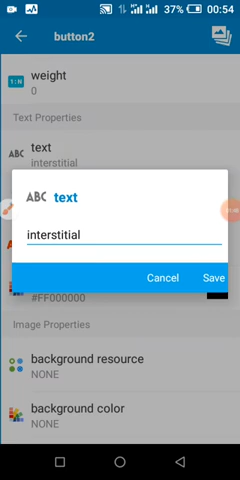 37% 00:54
button2
1:N weight
0
Text Properties
ABC text
interstitial
ABC text
interstitial
Cancel Save
#FF000000
Image Properties
background resource
NONE
background color
NONE